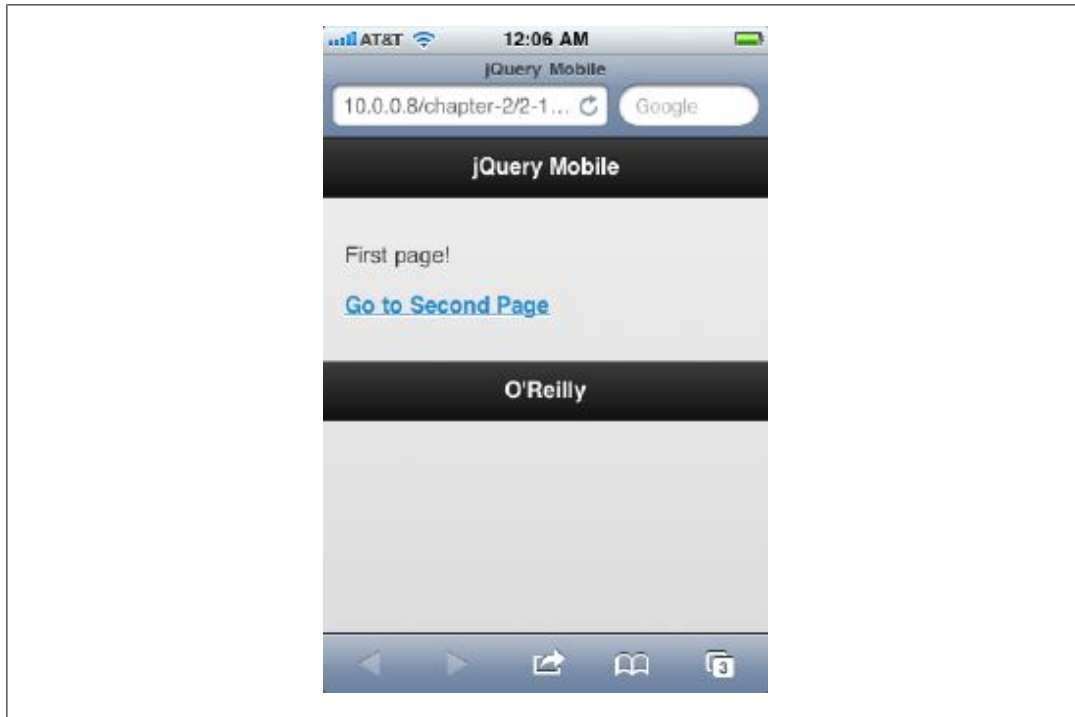 AT&T 12:06 AM
jQuery Mobile
10.0.0.8/chapter-2/2-1... Google
jQuery Mobile
First page!
Go to Second Page
O'Reilly
3